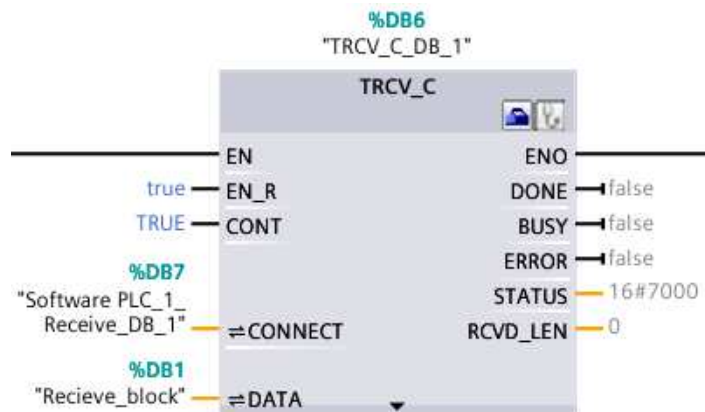 %DB6
"TRCV_C_DB_1"
TRCV_C
EN
ENO
true
EN_R
DONE
false
TRUE
CONT
BUSY
false
ERROR
false
%DB7
STATUS
16#7000
"Software PLC_1_
Receive_DB_1"
⇌CONNECT
RCVD_LEN
0
%DB1
"Recieve_block"
⇌DATA